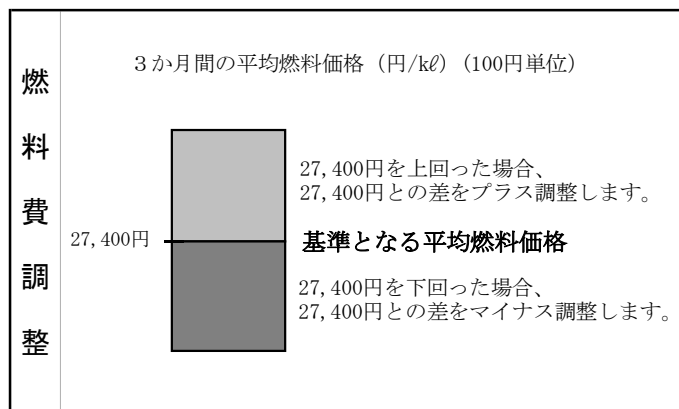 燃料費調整
３か月間の平均燃料価格（円/kℓ）(100円単位)
27,400円を上回った場合、
27,400円との差をプラス調整します。
27,400円
基準となる平均燃料価格
27,400円を下回った場合、
27,400円との差をマイナス調整します。